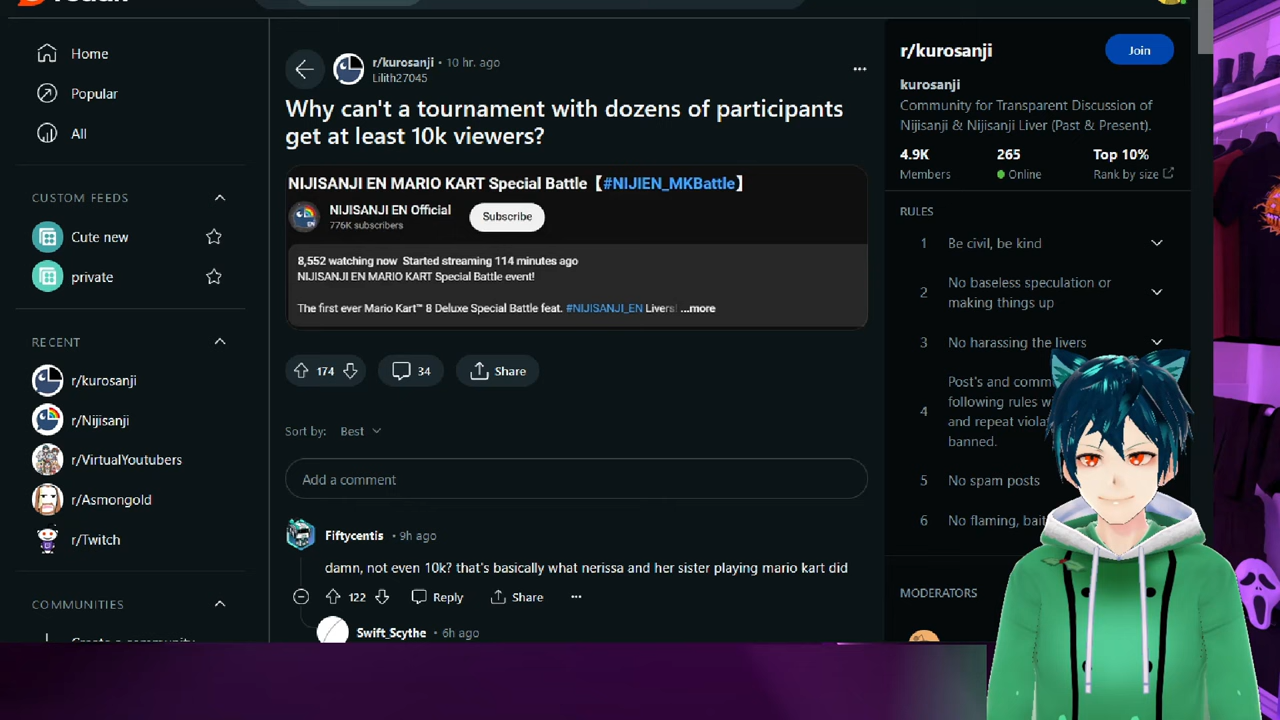 Home
Popular
All
CUSTOM FEEDS
Cute new
private
RECENT
r/kurosanji
r/Nijisanji
r/VirtualYoutubers
r/Asmongold
r/Twitch
COMMUNITIES
r/kurosanji • 10 hr. ago
Lilith27045
Why can't a tournament with dozens of participants
get at least 10k viewers?
NIJISANJI EN MARIO KART Special Battle【#NIJIEN_MKBattle】
NIJISANJI EN Official
776K subscribers
Subscribe
8,552 watching now Started streaming 114 minutes ago
NIJISANJI EN MARIO KART Special Battle event!
The first ever Mario Kart™ 8 Deluxe Special Battle feat. #NIJISANJI_EN Livers! ...more
174
34
Share
Sort by: Best
Add a comment
Fiftycentis • 9h ago
damn, not even 10k? that's basically what nerissa and her sister playing mario kart did
122
Reply
Share
Swift_Scythe • 6h ago
r/kurosanji
Join
kurosanji
Community for Transparent Discussion of
Nijisanji & Nijisanji Liver (Past & Present).
4.9K 265 Top 10%
Members Online Rank by size
RULES
1 Be civil, be kind
2 No baseless speculation or
making things up
3 No harassing the livers
4 Post's and comm
following rules w
and repeat viola
banned.
5 No spam posts
6 No flaming, bait
MODERATORS